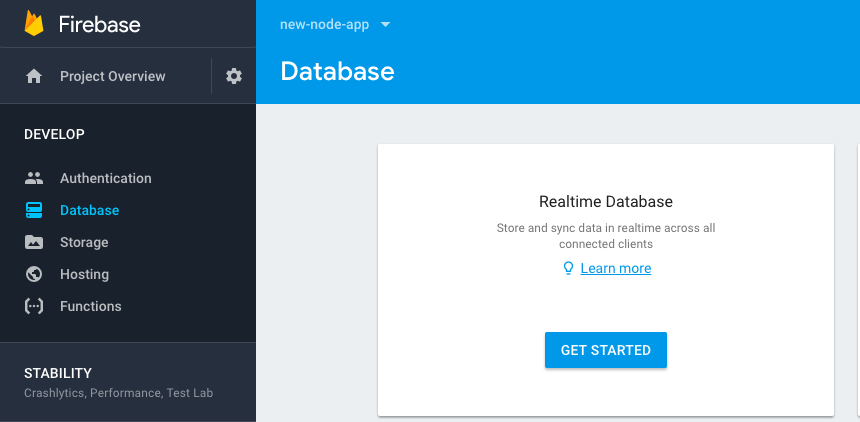 Firebase
Project Overview
DEVELOP
Authentication
Database
Storage
Hosting
Functions
STABILITY
Crashlytics, Performance, Test Lab
new-node-app
Database
Realtime Database
Store and sync data in realtime across all
connected clients
Learn more
GET STARTED